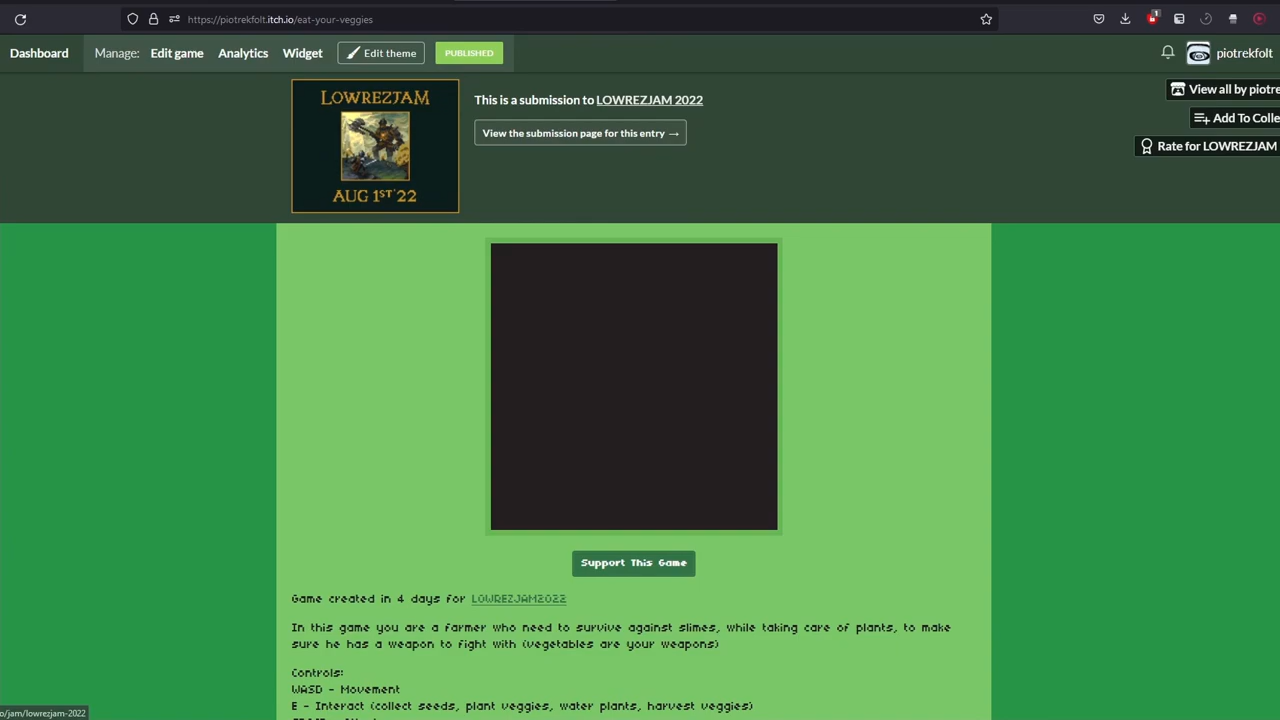 https://piotrekfolt.itch.io/eat-your-veggies
1
Dashboard
Manage:
Edit game
Analytics
Widget
Edit theme
PUBLISHED
piotrekfolt
LOWREZJAM
AUG 1ST '22
This is a submission to LOWREZJAM 2022
View the submission page for this entry →
View all by piotre
Add To Colle
Rate for LOWREZJAM
Support This Game
Game created in 4 days for LOWREZJAM2022
In this game you are a farmer who need to survive against slimes, while taking care of plants, to make
sure he has a weapon to fight with (vegetables are your weapons)
Controls:
WASD - Movement
E - Interact (collect seeds, plant veggies, water plants, harvest veggies)
o/jam/lowrezjam-2022